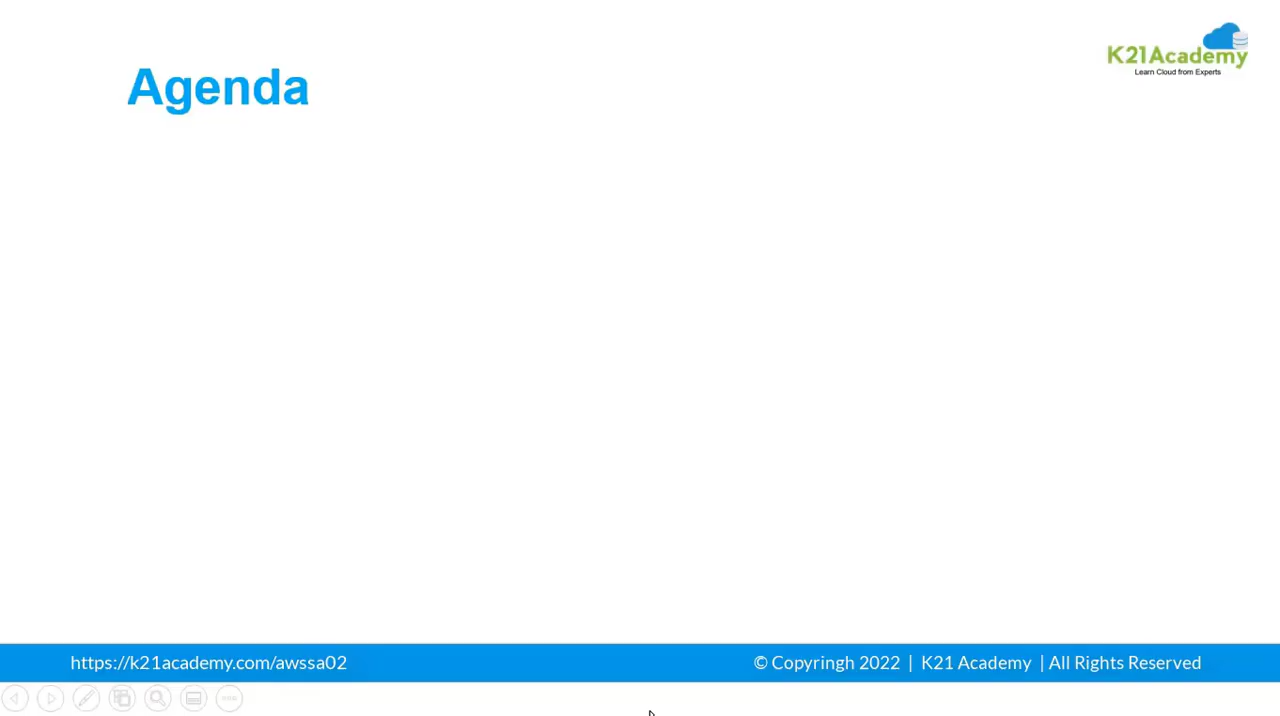 K21Academy
Learn Cloud from Experts
Agenda
https://k21academy.com/awssa02
© Copyringh 2022 | K21 Academy | All Rights Reserved